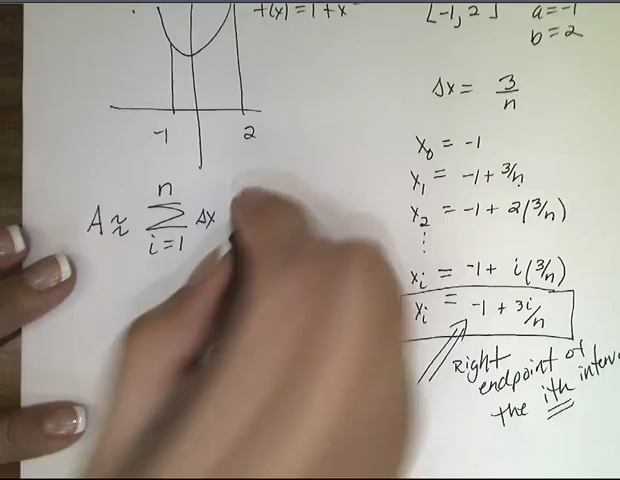 f(x) = 1 + x
[-1, 2] a = -1
b = 2
-1 2
Δx = 3/n
x₀ = -1
x₁ = -1 + 3/n
x₂ = -1 + 2(3/n)
⋮
xᵢ = -1 + i(3/n)
xᵢ = -1 + 3i/n
A ≈ n∑i=1 Δx
Right
endpoint of
the ith